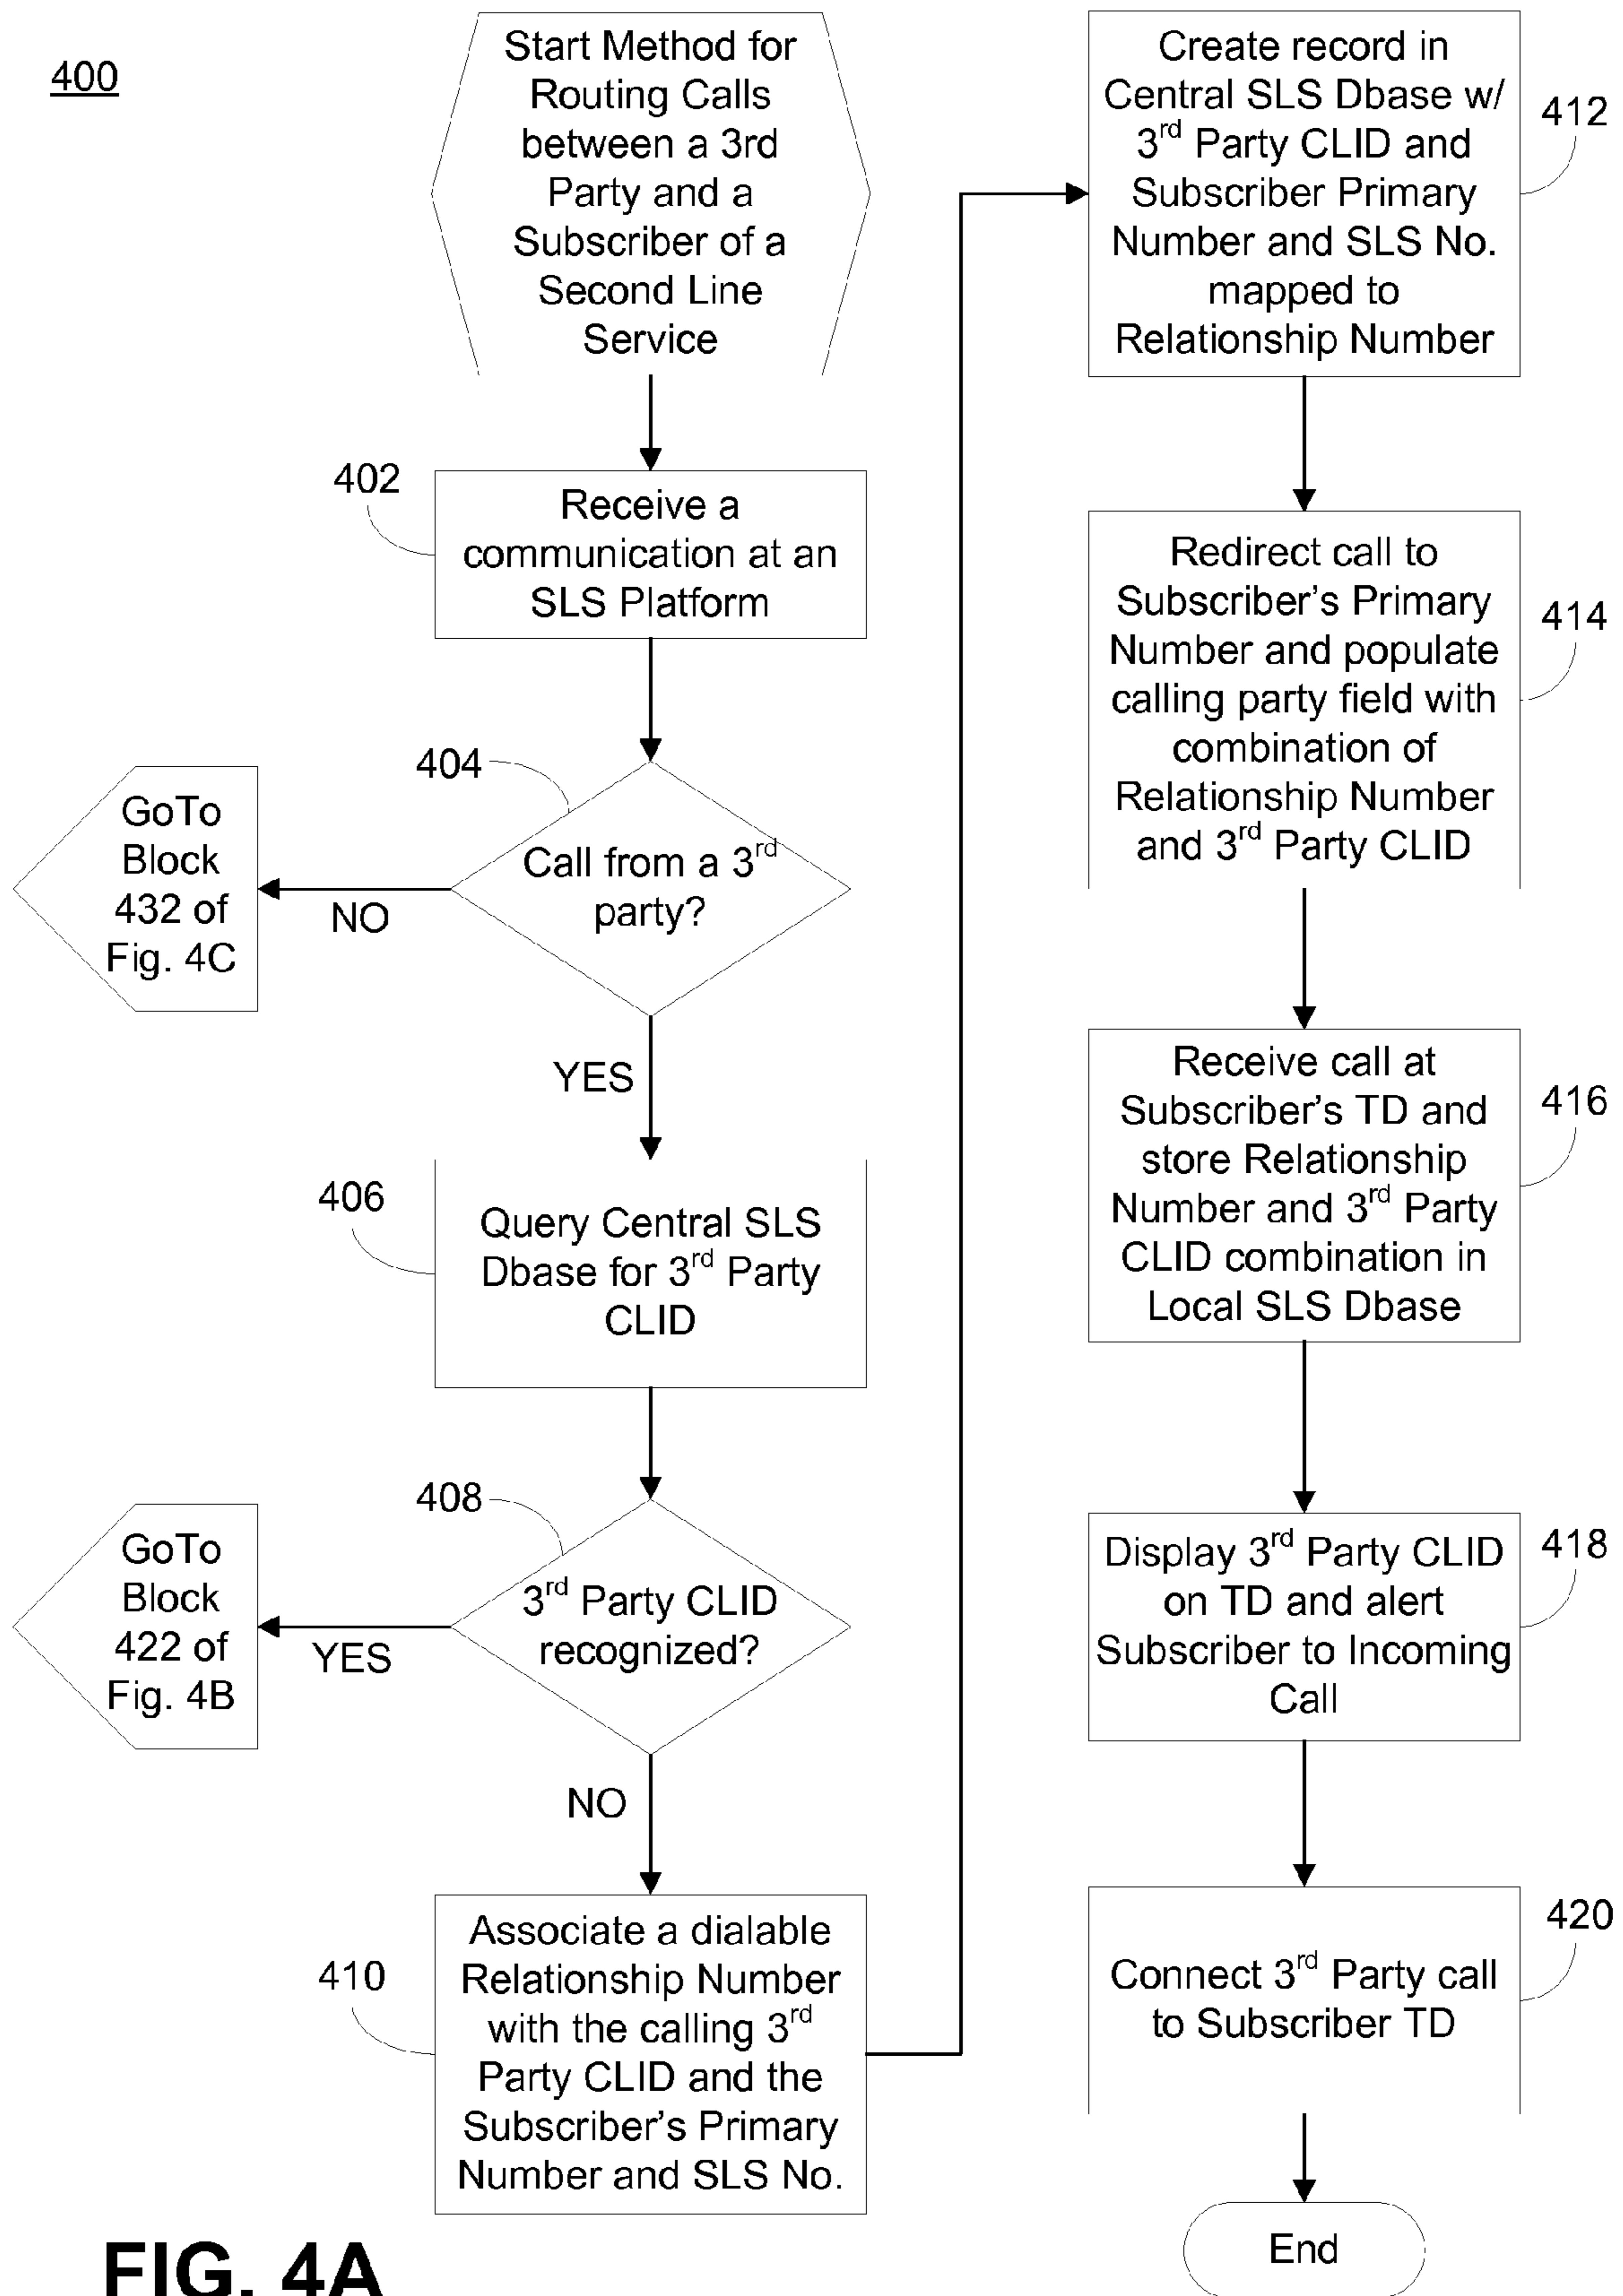 400
Start Method for
Routing Calls
between a 3rd
Party and a
Subscriber of a
Second Line
Service
402
Receive a
communication at an
SLS Platform
404
Call from a 3rd
party?
NO
GoTo
Block
432 of
Fig. 4C
YES
406
Query Central SLS
Dbase for 3rd Party
CLID
408
3rd Party CLID
recognized?
YES
GoTo
Block
422 of
Fig. 4B
NO
410
Associate a dialable
Relationship Number
with the calling 3rd
Party CLID and the
Subscriber's Primary
Number and SLS No.
412
Create record in
Central SLS Dbase w/
3rd Party CLID and
Subscriber Primary
Number and SLS No.
mapped to
Relationship Number
414
Redirect call to
Subscriber's Primary
Number and populate
calling party field with
combination of
Relationship Number
and 3rd Party CLID
416
Receive call at
Subscriber's TD and
store Relationship
Number and 3rd Party
CLID combination in
Local SLS Dbase
418
Display 3rd Party CLID
on TD and alert
Subscriber to Incoming
Call
420
Connect 3rd Party call
to Subscriber TD
End
FIG. 4A